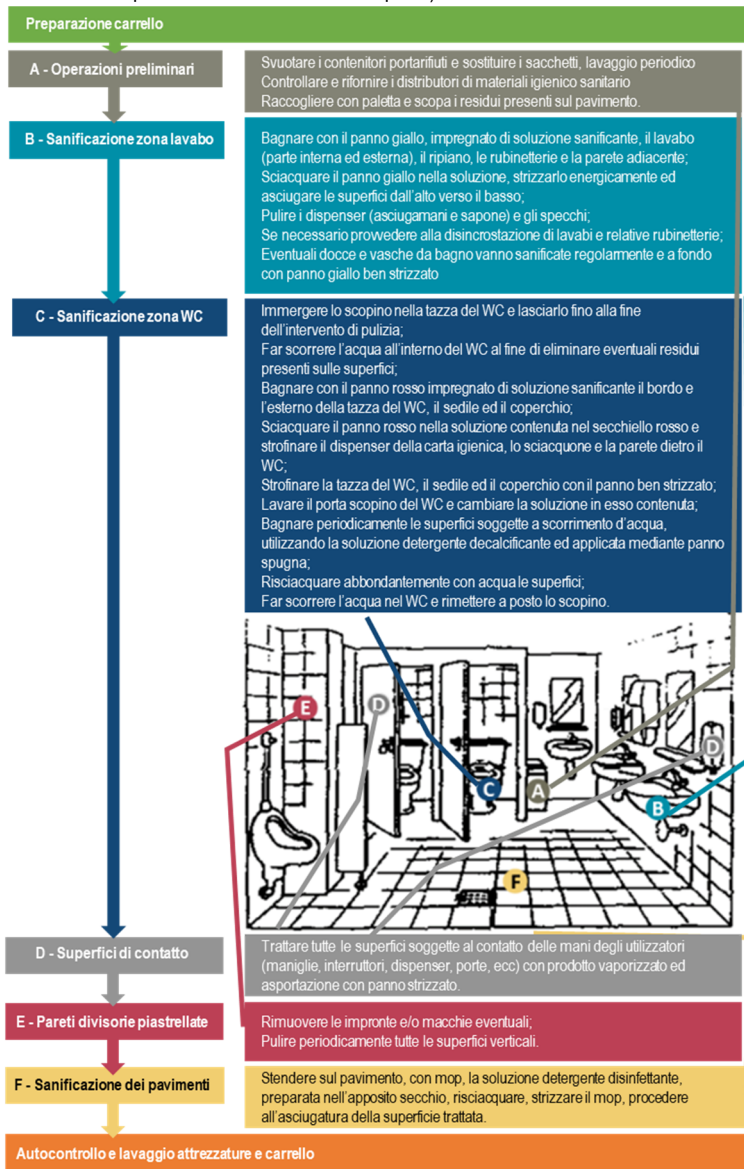 Preparazione carrello
A - Operazioni preliminari
Svuotare i contenitori portarifiuti e sostituire i sacchetti, lavaggio periodico
Controllare e rifornire i distributori di materiali igienico sanitario
Raccogliere con paletta e scopa i residui presenti sul pavimento.
B - Sanificazione zona lavabo
Bagnare con il panno giallo, impregnato di soluzione sanificante, il lavabo
(parte interna ed esterna), il ripiano, le rubinetterie e la parete adiacente;
Sciacquare il panno giallo nella soluzione, strizzarlo energicamente ed
asciugare le superfici dall'alto verso il basso;
Pulire i dispenser (asciugamani e sapone) e gli specchi;
Se necessario provvedere alla disincrostazione di lavabi e relative rubinetterie;
Eventuali docce e vasche da bagno vanno sanificate regolarmente e a fondo
con panno giallo ben strizzato
C - Sanificazione zona WC
Immergere lo scopino nella tazza del WC e lasciarlo fino alla fine
dell'intervento di pulizia;
Far scorrere l'acqua all'interno del WC al fine di eliminare eventuali residui
presenti sulle superfici;
Bagnare con il panno rosso impregnato di soluzione sanificante il bordo e
l'esterno della tazza del WC, il sedile ed il coperchio;
Sciacquare il panno rosso nella soluzione contenuta nel secchiello rosso e
strofinare il dispenser della carta igienica, lo sciacquone e la parete dietro il
WC;
Strofinare la tazza del WC, il sedile ed il coperchio con il panno ben strizzato;
Lavare il porta scopino del WC e cambiare la soluzione in esso contenuta;
Bagnare periodicamente le superfici soggette a scorrimento d'acqua,
utilizzando la soluzione detergente decalcificante ed applicata mediante panno
spugna;
Risciacquare abbondantemente con acqua le superfici;
Far scorrere l'acqua nel WC e rimettere a posto lo scopino.
E
D
D
C
A
B
F
D - Superfici di contatto
Trattare tutte le superfici soggette al contatto delle mani degli utilizzatori
(maniglie, interruttori, dispenser, porte, ecc) con prodotto vaporizzato ed
asportazione con panno strizzato.
E - Pareti divisorie piastrellate
Rimuovere le impronte e/o macchie eventuali;
Pulire periodicamente tutte le superfici verticali.
F - Sanificazione dei pavimenti
Stendere sul pavimento, con mop, la soluzione detergente disinfettante,
preparata nell'apposito secchio, risciacquare, strizzare il mop, procedere
all'asciugatura della superficie trattata.
Autocontrollo e lavaggio attrezzature e carrello